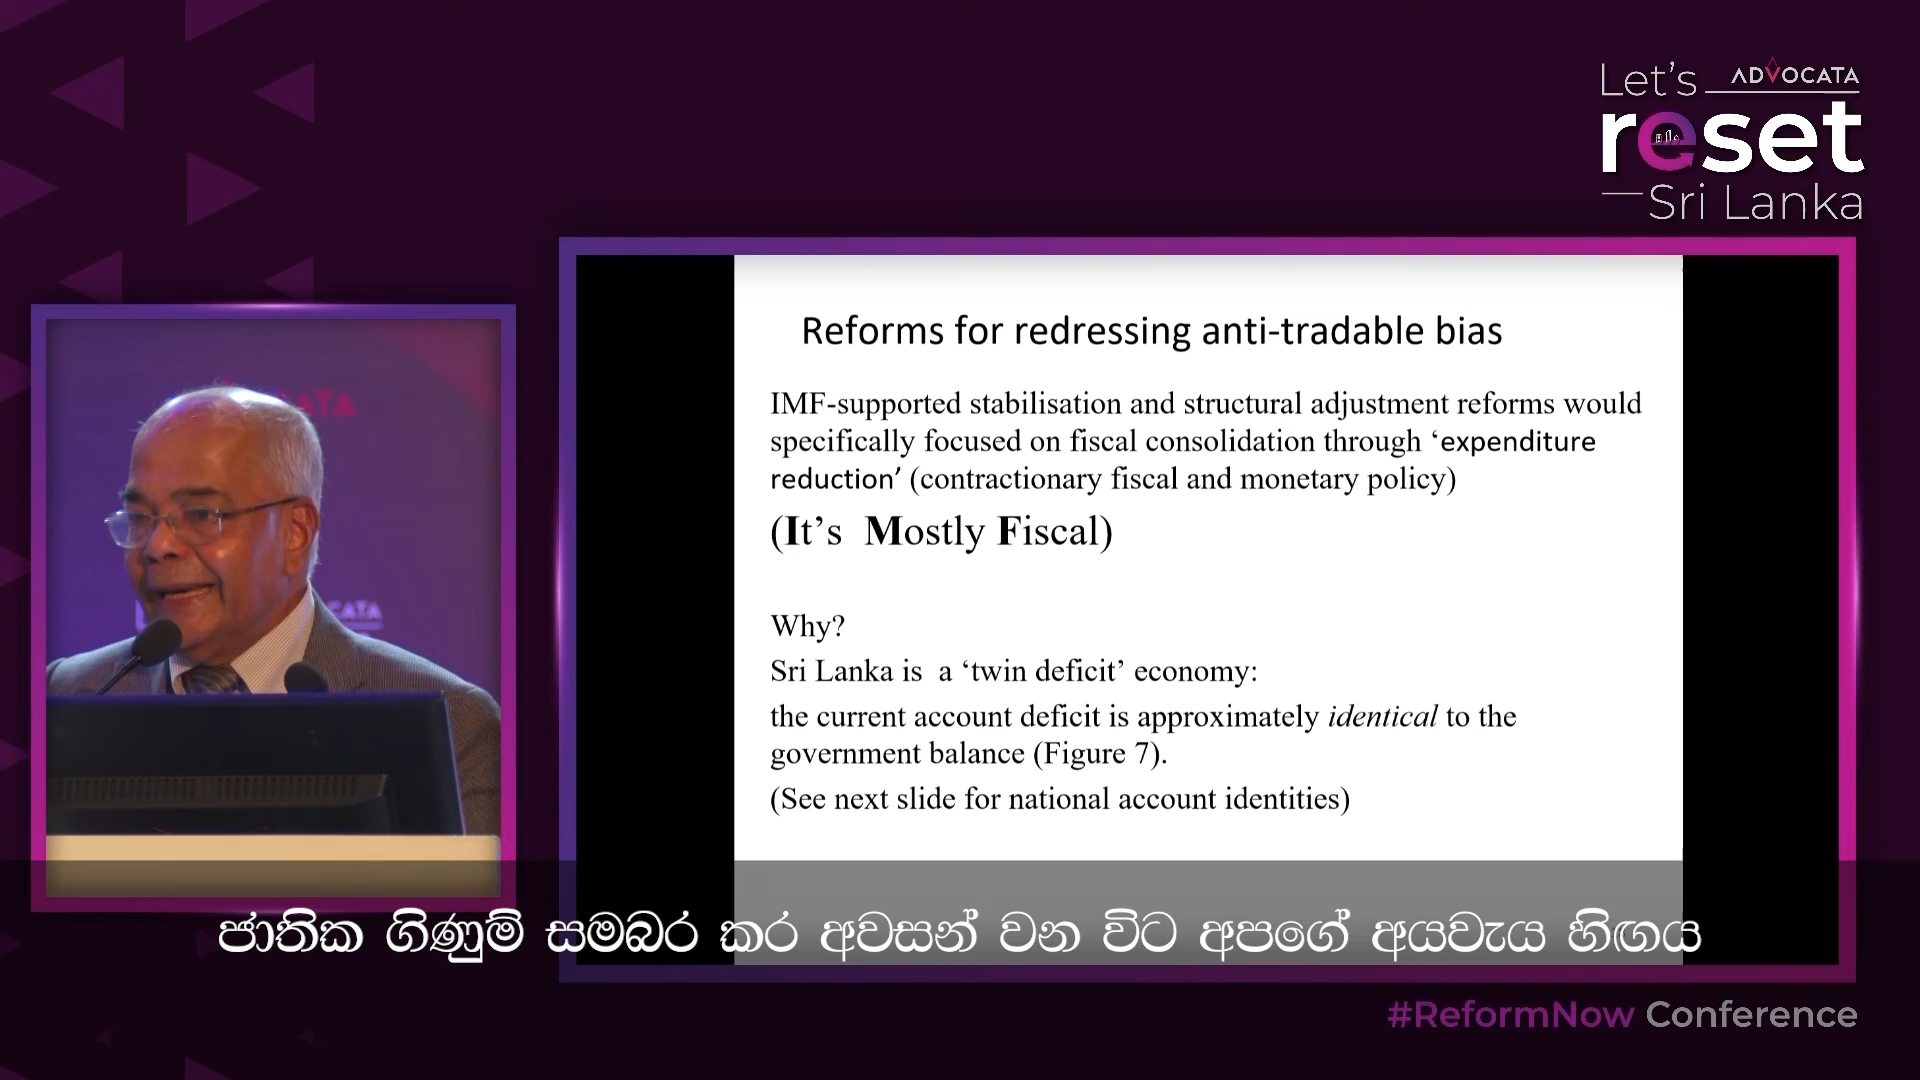 Let's ADVOCATA
reset
Sri Lanka
Reforms for redressing anti-tradable bias
IMF-supported stabilisation and structural adjustment reforms would
specifically focused on fiscal consolidation through ‘expenditure
reduction’ (contractionary fiscal and monetary policy)
(It’s Mostly Fiscal)
Why?
Sri Lanka is a ‘twin deficit’ economy:
the current account deficit is approximately identical to the
government balance (Figure 7).
(See next slide for national account identities)
ජාතික ගිණුම් සමබර කර අවසන් වන විට අපගේ අයවැය හිඟය
#ReformNow Conference